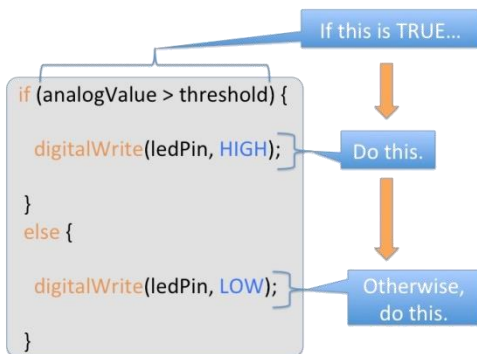 If this is TRUE...
if (analogValue > threshold) {
digitalWrite(ledPin, HIGH);
Do this.
}
else {
digitalWrite(ledPin, LOW);
Otherwise,
do this.
}